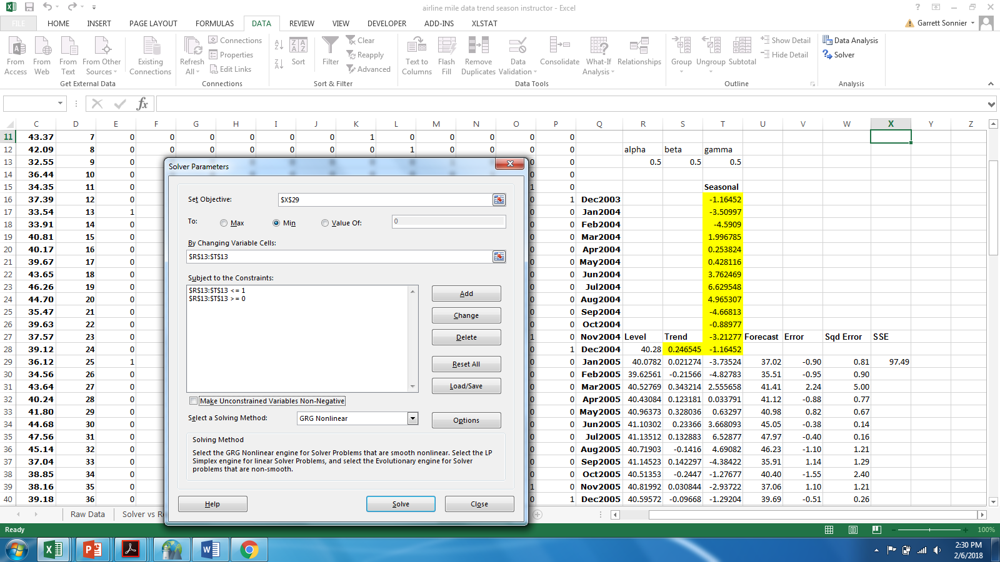 airline mile data trend season instructor - Excel
FILE HOME INSERT PAGE LAYOUT FORMULAS DATA REVIEW VIEW DEVELOPER ADD-INS XLSTAT Garrett Sonnier
From Access
From Web
From Text
From Other Sources
Existing Connections
Get External Data
Refresh All
Connections
Properties
Edit Links
Connections
Sort
Filter
Clear
Reapply
Advanced
Sort & Filter
Text to Columns
Flash Fill
Remove Duplicates
Data Validation
Consolidate
What-If Analysis
Relationships
Data Tools
Group
Ungroup
Subtotal
Show Detail
Hide Detail
Outline
Data Analysis
Solver
Analysis
fx
C D E F G H I J K L M N O P Q R S T U V W X Y Z
11 43.37 7 0 0 0 0 0 0 1 0 0 0 0 0
12 42.09 8 0 0 0 0 0 0 0 1 0 0 0 0 alpha beta gamma
13 32.55 9 0 0 0 0.5 0.5 0.5
14 36.44 10 0 0 0
15 34.35 11 0 1 0 Seasonal
16 37.39 12 0 0 1 Dec2003 -1.16452
17 33.54 13 1 0 0 Jan2004 -3.50997
18 33.91 14 0 0 0 Feb2004 -4.5909
19 40.81 15 0 0 0 Mar2004 1.996785
20 40.17 16 0 0 0 Apr2004 0.253824
21 39.67 17 0 0 0 May2004 0.428116
22 43.65 18 0 0 0 Jun2004 3.762469
23 46.26 19 0 0 0 Jul2004 6.629548
24 44.70 20 0 0 0 Aug2004 4.965307
25 35.47 21 0 0 0 Sep2004 -4.66813
26 39.63 22 0 0 0 Oct2004 -0.88977
27 37.57 23 0 1 0 Nov2004 Level Trend -3.21277 Forecast Error Sqd Error SSE
28 39.12 24 0 0 1 Dec2004 40.28 0.246545 -1.16452
29 36.12 25 1 0 0 Jan2005 40.0782 0.021274 -3.73524 37.02 -0.90 0.81 97.49
30 34.56 26 0 0 0 Feb2005 39.62561 -0.21566 -4.82783 35.51 -0.95 0.90
31 43.64 27 0 0 0 Mar2005 40.52769 0.343214 2.555658 41.41 2.24 5.00
32 40.24 28 0 0 0 Apr2005 40.43084 0.123181 0.033791 41.12 -0.88 0.77
33 41.80 29 0 0 0 May2005 40.96373 0.328036 0.63297 40.98 0.82 0.67
34 44.68 30 0 0 0 Jun2005 41.10302 0.23366 3.668093 45.05 -0.38 0.14
35 47.56 31 0 0 0 Jul2005 41.13512 0.132883 6.52877 47.97 -0.40 0.16
36 45.14 32 0 0 0 Aug2005 40.71903 -0.1416 4.69082 46.23 -1.10 1.21
37 37.04 33 0 0 0 Sep2005 41.14523 0.142297 -4.38422 35.91 1.14 1.29
38 38.85 34 0 0 0 Oct2005 40.51353 -0.2447 -1.27677 40.40 -1.55 2.40
39 38.16 35 0 1 0 Nov2005 40.81992 0.030844 -2.93722 37.06 1.10 1.21
40 39.18 36 0 0 1 Dec2005 40.59572 -0.09668 -1.29204 39.69 -0.51 0.26
Solver Parameters
Set Objective: $X$29
To: Max Min Value Of: 0
By Changing Variable Cells:
$R$13:$T$13
Subject to the Constraints:
$R$13:$T$13 <= 1
$R$13:$T$13 >= 0
Add
Change
Delete
Reset All
Load/Save
Make Unconstrained Variables Non-Negative
Select a Solving Method: GRG Nonlinear Options
Solving Method
Select the GRG Nonlinear engine for Solver Problems that are smooth nonlinear. Select the LP
Simplex engine for linear Solver Problems, and select the Evolutionary engine for Solver
problems that are non-smooth.
Help Solve Close
Raw Data Solver vs Re
Ready 100%
2:30 PM
2/6/2018